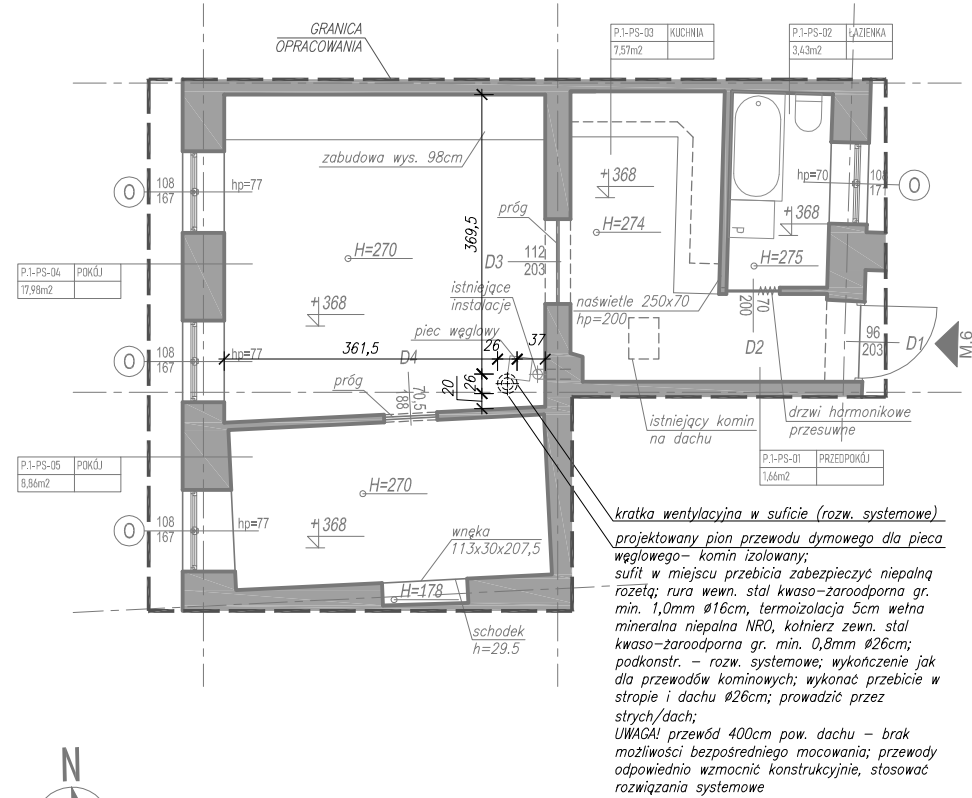 GRANICA
OPRACOWANIA
P.1-PS-03 KUCHNIA
7,57m2
P.1-PS-02 ŁAZIENKA
3,43m2
zabudowa wys. 98cm
108
167
hp=77
O
+368
hp=70
108
O
próg
369,5
H=274
+368
P
H=270
D3
112
203
H=275
P.1-PS-04 POKÓJ
17,98m2
istniejące
instalacje
+368
naświetle 250x70
hp=200
70
200
piec węglowy
26
37
361,5
D4
108
167
hp=77
O
D2
96
203
D1
M.6
próg
70,5
188
20
26
istniejący komin
na dachu
drzwi harmonikowe
przesuwne
P.1-PS-05 POKÓJ
8,86m2
P.1-PS-01 PRZEDPOKÓJ
1,66m2
H=270
108
167
hp=77
O
+368
wnęka
113x30x207,5
H=178
schodek
h=29.5
kratka wentylacyjna w suficie (rozw. systemowe)
projektowany pion przewodu dymowego dla pieca
węglowego– komin izolowany;
sufit w miejscu przebicia zabezpieczyć niepalną
rozetą; rura wewn. stal kwaso-żaroodporna gr.
min. 1,0mm ø16cm, termoizolacja 5cm wełna
mineralna niepalna NRO, kołnierz zewn. stal
kwaso-żaroodporna gr. min. 0,8mm ø26cm;
podkonstr. – rozw. systemowe; wykończenie jak
dla przewodów kominowych; wykonać przebicie w
stropie i dachu ø26cm; prowadzić przez
strych/dach;
UWAGA! przewód 400cm pow. dachu – brak
możliwości bezpośredniego mocowania; przewody
odpowiednio wzmocnić konstrukcyjnie, stosować
rozwiązania systemowe
N